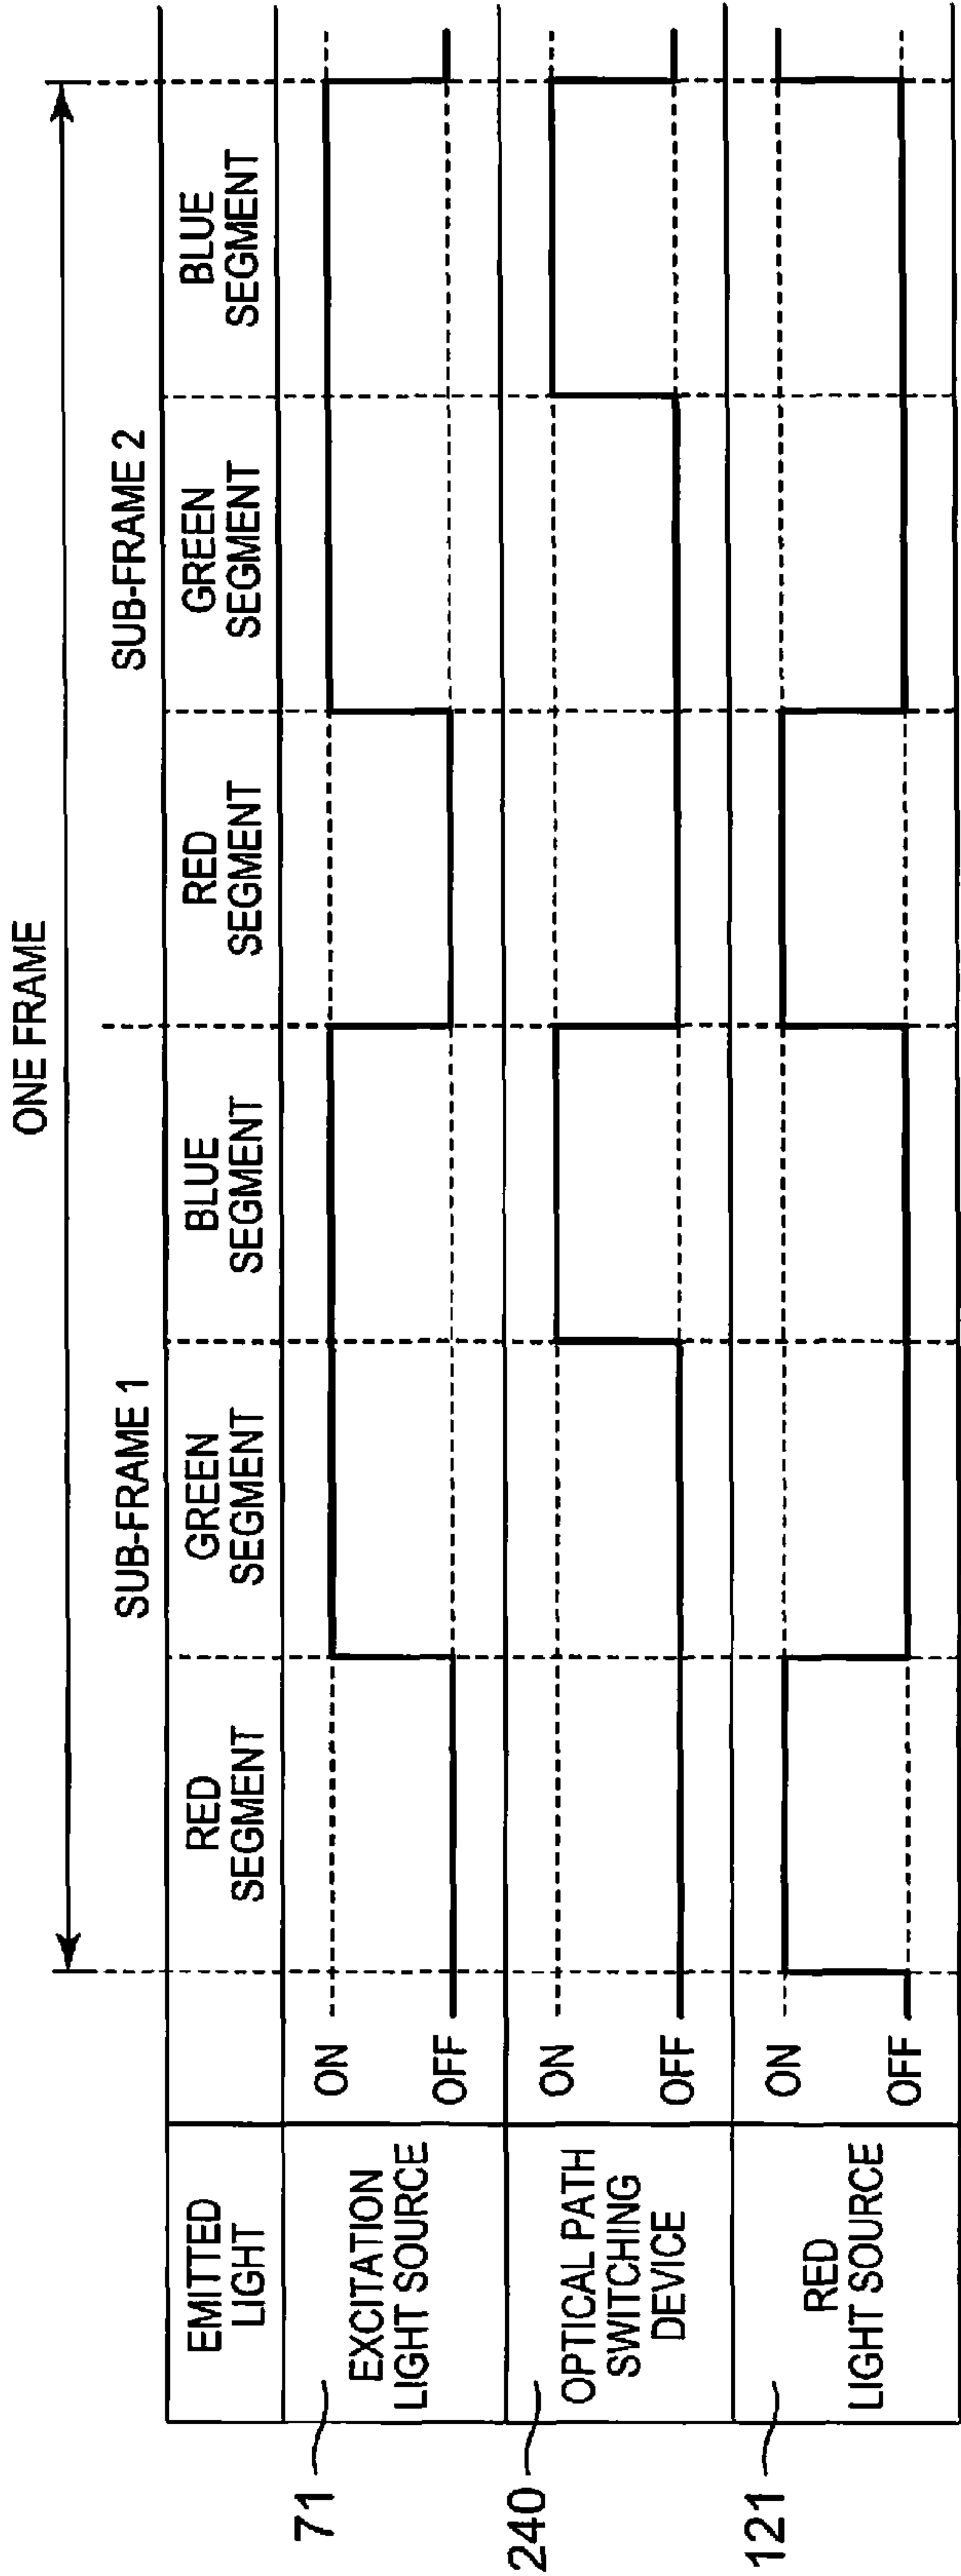 ONE FRAME
SUB-FRAME 1
SUB-FRAME 2
EMITTED
LIGHT
RED
SEGMENT
GREEN
SEGMENT
BLUE
SEGMENT
RED
SEGMENT
GREEN
SEGMENT
BLUE
SEGMENT
71
EXCITATION
LIGHT SOURCE
ON
OFF
240
OPTICAL PATH
SWITCHING
DEVICE
ON
OFF
121
RED
LIGHT SOURCE
ON
OFF